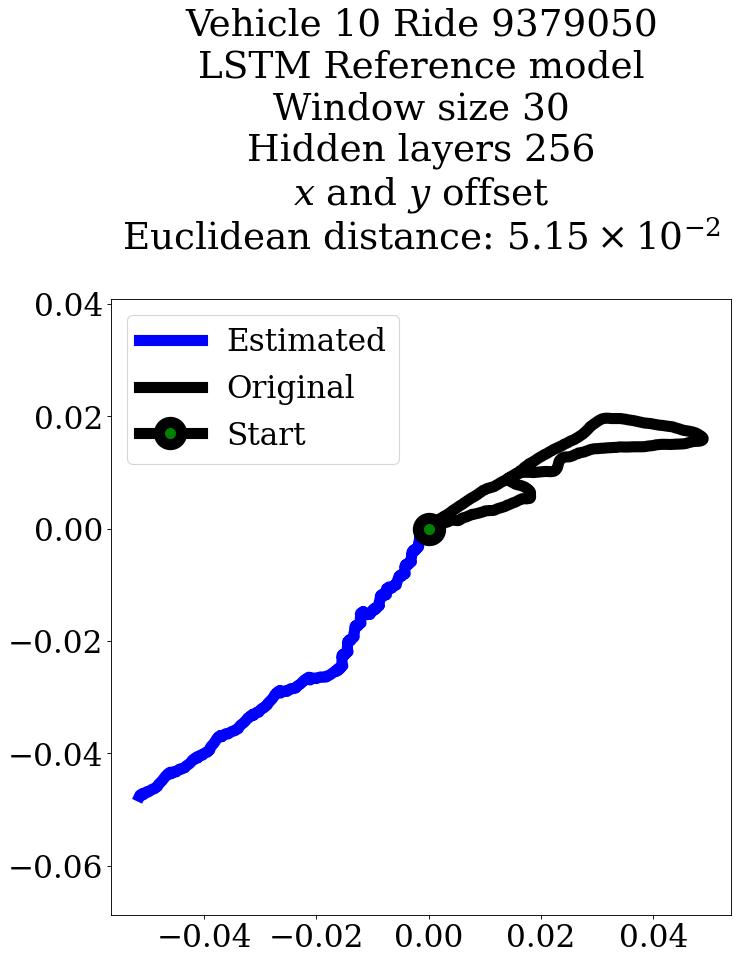 Vehicle 10 Ride 9379050
LSTM Reference model
Window size 30
Hidden layers 256
x and y offset
Euclidean distance: 5.15 × 10⁻²
0.04
0.02
0.00
−0.02
−0.04
−0.06
Estimated
Original
Start
−0.04 −0.02 0.00 0.02 0.04